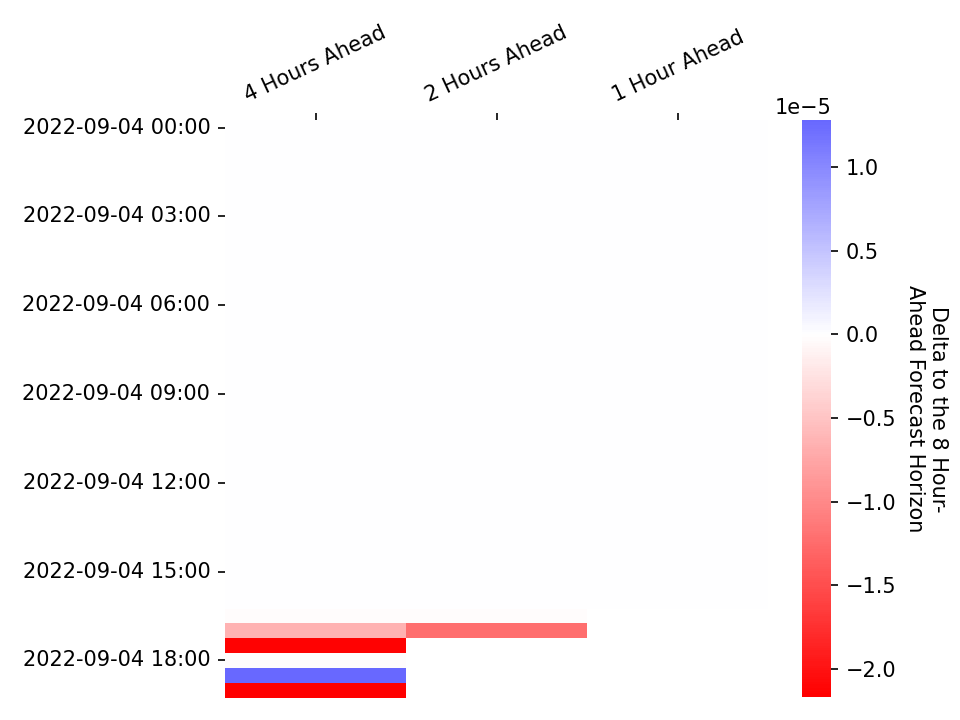 4 Hours Ahead
2 Hours Ahead
1 Hour Ahead
1e−5
2022-09-04 00:00
2022-09-04 03:00
2022-09-04 06:00
2022-09-04 09:00
2022-09-04 12:00
2022-09-04 15:00
2022-09-04 18:00
1.0
0.5
0.0
−0.5
−1.0
−1.5
−2.0
Delta to the 8 Hour-
Ahead Forecast Horizon